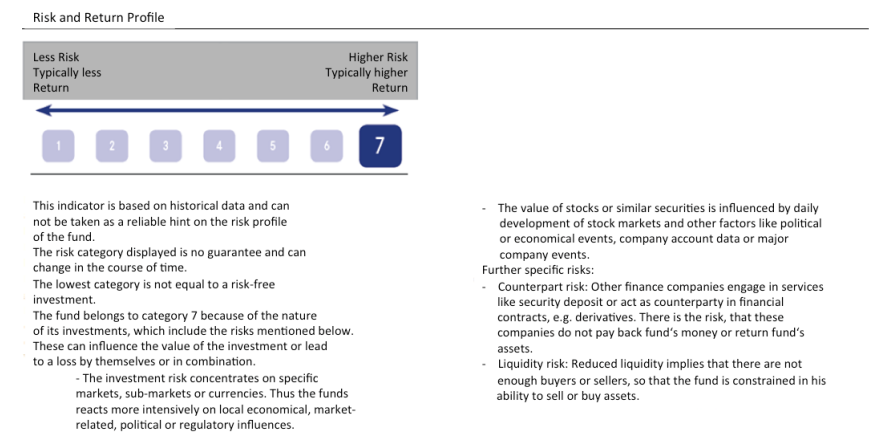 Risk and Return Profile
Less Risk
Typically less
Return
Higher Risk
Typically higher
Return
1 2 3 4 5 6 7
This indicator is based on historical data and can
not be taken as a reliable hint on the risk profile
of the fund.
The risk category displayed is no guarantee and can
change in the course of time.
The lowest category is not equal to a risk-free
investment.
The fund belongs to category 7 because of the nature
of its investments, which include the risks mentioned below.
These can influence the value of the investment or lead
to a loss by themselves or in combination.
- The investment risk concentrates on specific
markets, sub-markets or currencies. Thus the funds
reacts more intensively on local economical, market-
related, political or regulatory influences.
- The value of stocks or similar securities is influenced by daily
development of stock markets and other factors like political
or economical events, company account data or major
company events.
Further specific risks:
- Counterpart risk: Other finance companies engage in services
like security deposit or act as counterparty in financial
contracts, e.g. derivatives. There is the risk, that these
companies do not pay back fund's money or return fund's
assets.
- Liquidity risk: Reduced liquidity implies that there are not
enough buyers or sellers, so that the fund is constrained in his
ability to sell or buy assets.